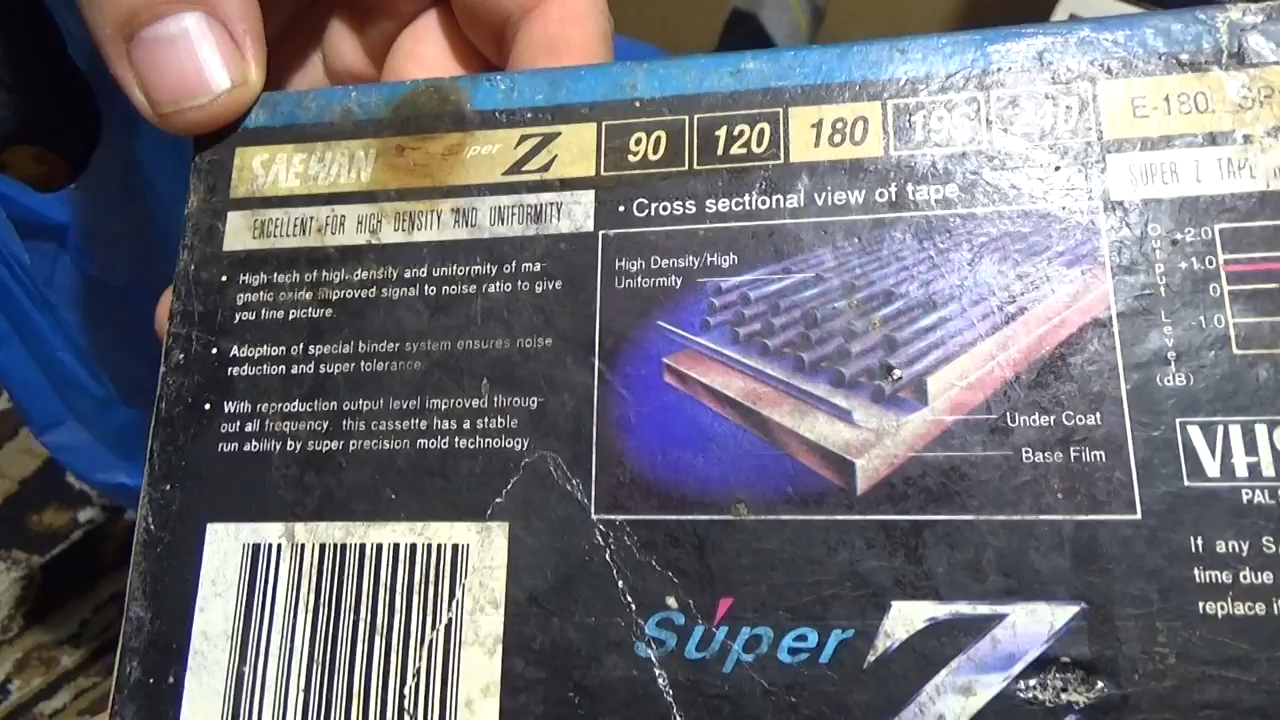 SAEHAN Super Z
90 120 180 195 240
E-180
EXCELLENT FOR HIGH DENSITY AND UNIFORMITY
• High-tech of high density and uniformity of ma-
gnetic oxide improved signal to noise ratio to give
you fine picture.
• Adoption of special binder system ensures noise
reduction and super tolerance.
• With reproduction output level improved throug-
out all frequency. this cassette has a stable
run ability by super precision mold technology
• Cross sectional view of tape
High Density/High
Uniformity
Under Coat
Base Film
SUPER Z TAPE
Output Level
(dB)
+2.0
+1.0
0
-1.0
VHS
PAL
If any
time due
replace
Super Z